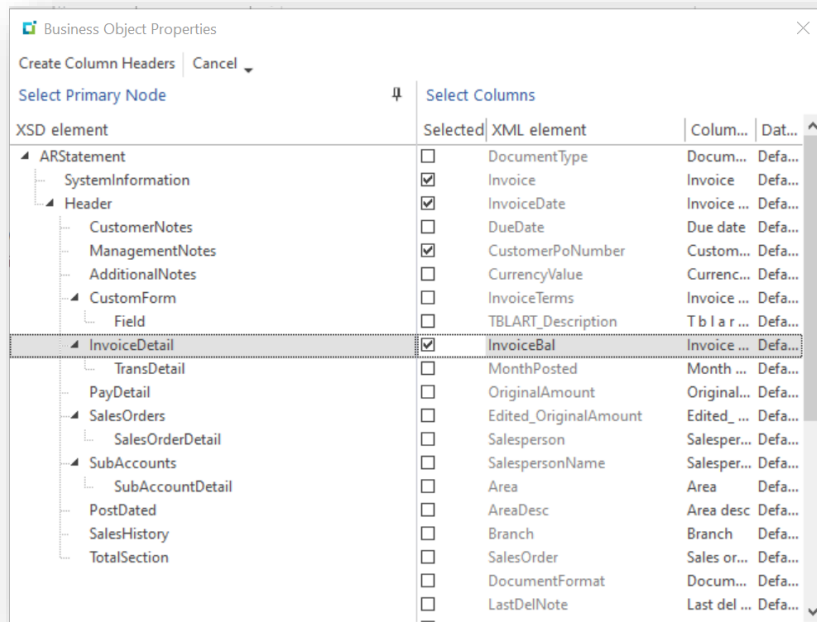 Business Object Properties
Create Column Headers Cancel
Select Primary Node Select Columns
XSD element Selected XML element Colum... Dat...
ARStatement DocumentType Docum... Defa...
SystemInformation Invoice Invoice Defa...
Header InvoiceDate Invoice ... Defa...
CustomerNotes DueDate Due date Defa...
ManagementNotes CustomerPoNumber Custom... Defa...
AdditionalNotes CurrencyValue Currenc... Defa...
CustomForm InvoiceTerms Invoice ... Defa...
Field TBLART_Description T b l a r ... Defa...
InvoiceDetail InvoiceBal Invoice ... Defa...
TransDetail MonthPosted Month ... Defa...
PayDetail OriginalAmount Original... Defa...
SalesOrders Edited_OriginalAmount Edited_ ... Defa...
SalesOrderDetail Salesperson Salesper... Defa...
SubAccounts SalespersonName Salesper... Defa...
SubAccountDetail Area Area Defa...
PostDated AreaDesc Area desc Defa...
SalesHistory Branch Branch Defa...
TotalSection SalesOrder Sales or... Defa...
DocumentFormat Docum... Defa...
LastDelNote Last del ... Defa...